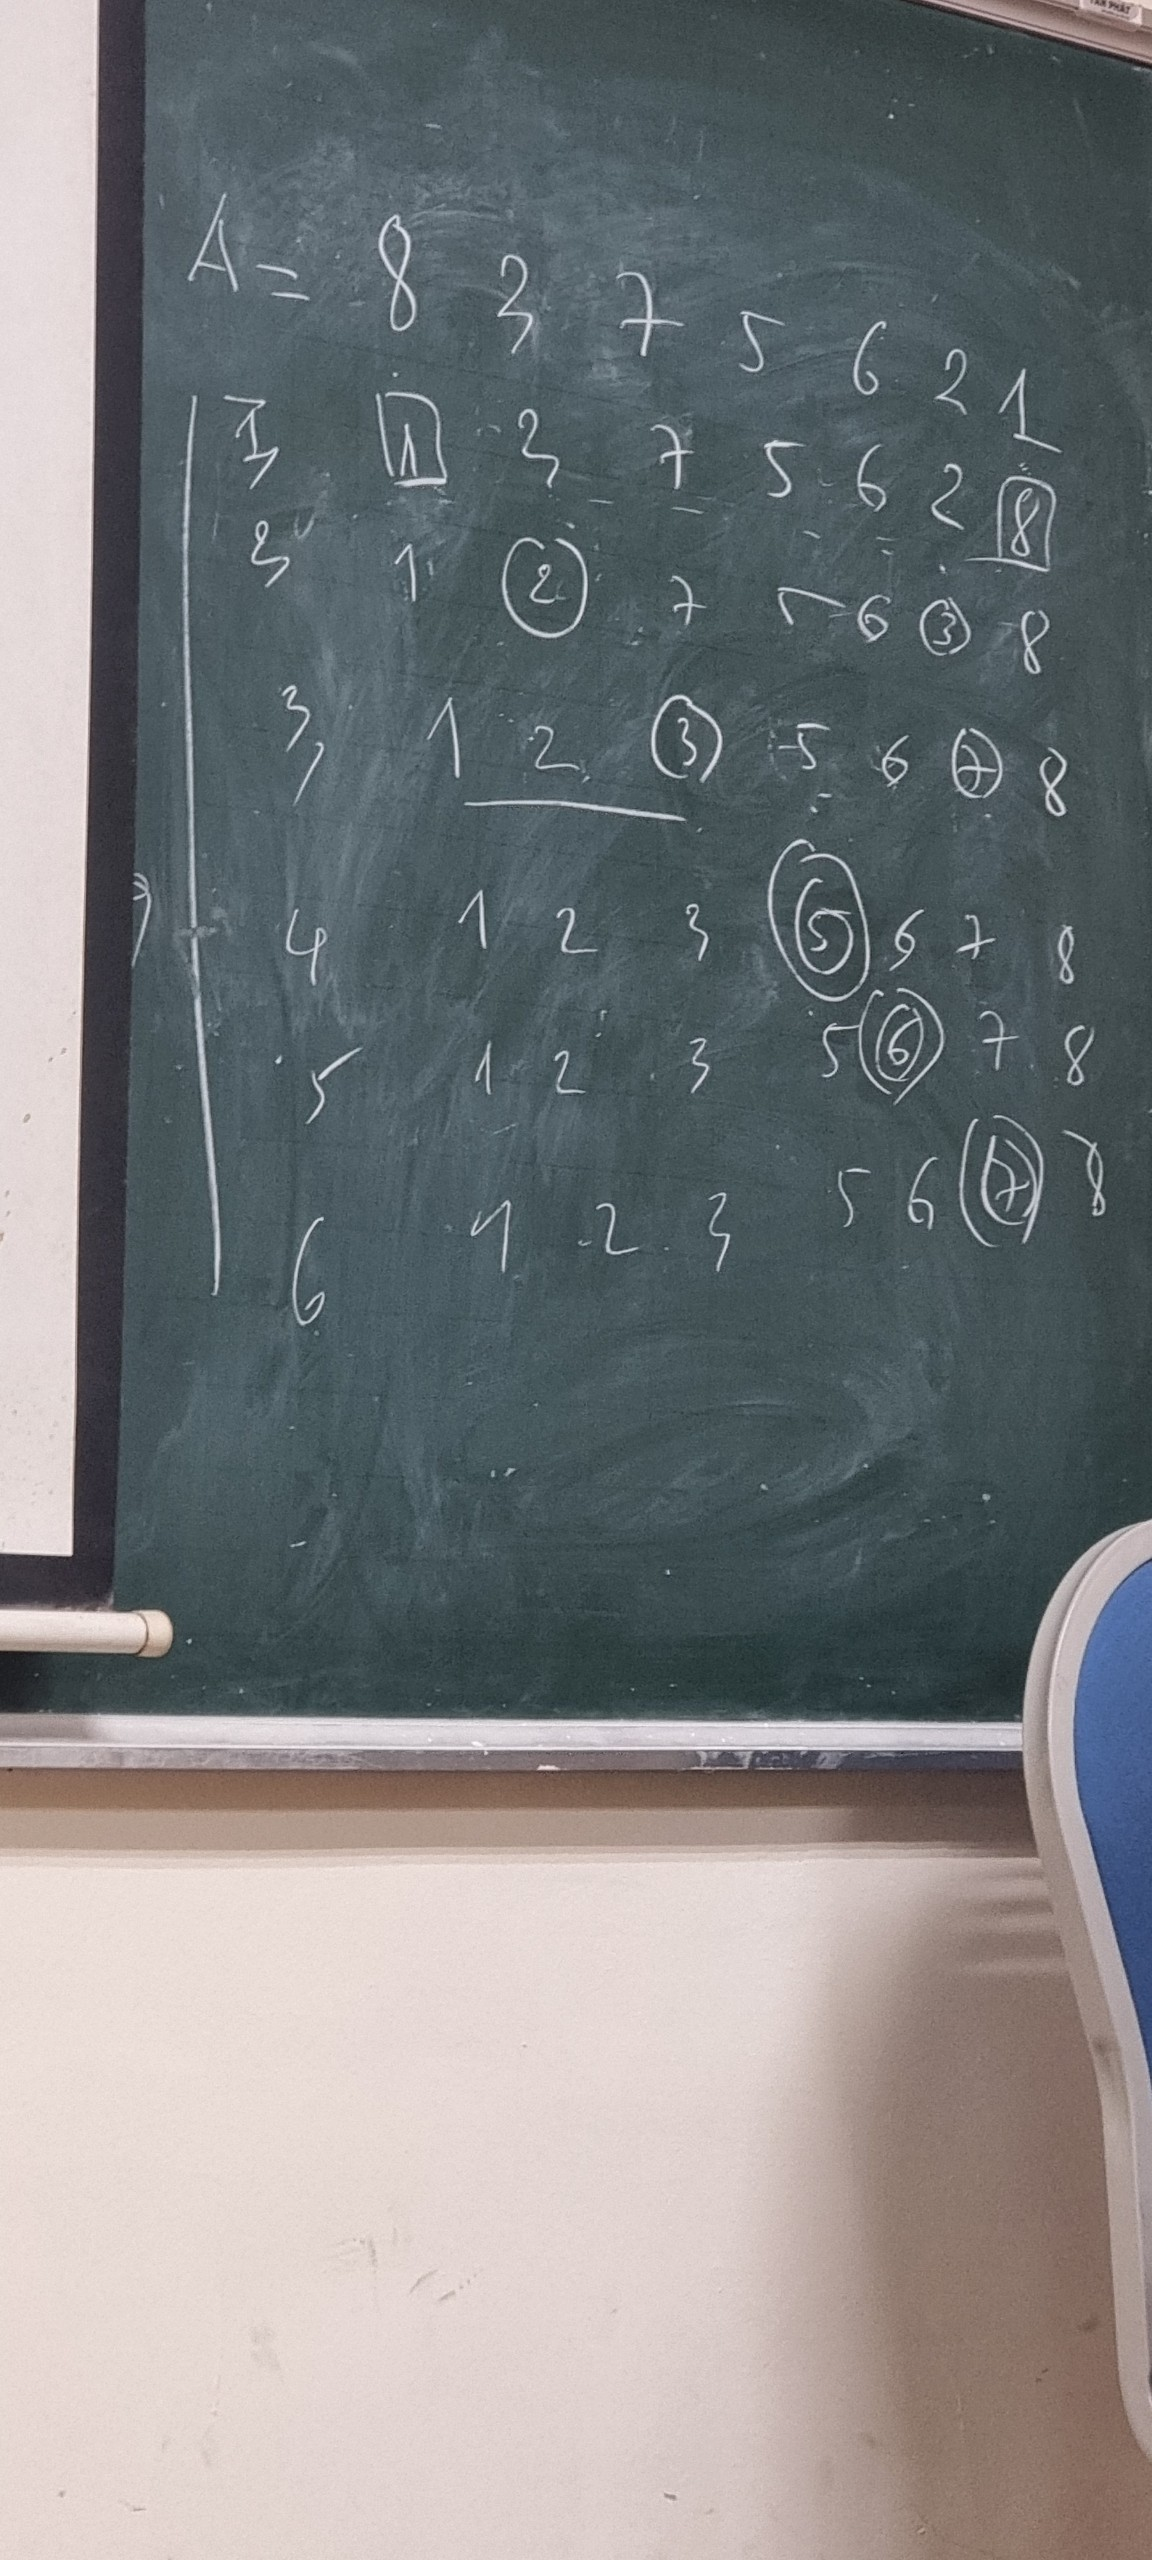 TÂN PHÁT
A = 8 3 7 5 6 2 1
1, 1 3 7 5 6 2 8
2, 1 2 7 5 6 3 8
3, 1 2 3 5 6 7 8
4 1 2 3 5 6 7 8
5 1 2 3 5 6 7 8
6 1 2 3 5 6 7 8